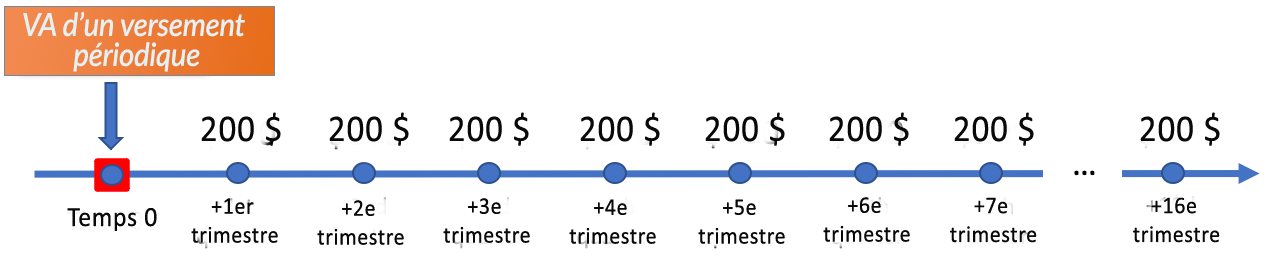 VA d’un versement
périodique
200 $ 200 $ 200 $ 200 $ 200 $ 200 $ 200 $ ... 200 $
Temps 0
+1er +2e +3e +4e +5e +6e +7e +16e
trimestre trimestre trimestre trimestre trimestre trimestre trimestre trimestre